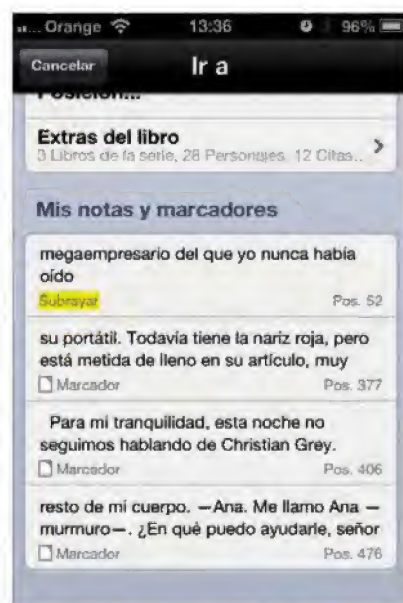 ... Orange 13:36 96%
Cancelar Ir a
Posición...
Extras del libro
3 Libros de la serie, 28 Personajes, 12 Citas...
Mis notas y marcadores
megaempresario del que yo nunca había
oído
Subrayar Pos. 52
su portátil. Todavía tiene la nariz roja, pero
está metida de lleno en su artículo, muy
Marcador Pos. 377
Para mi tranquilidad, esta noche no
seguimos hablando de Christian Grey.
Marcador Pos. 406
resto de mi cuerpo. —Ana. Me llamo Ana —
murmuro—. ¿En qué puedo ayudarle, señor
Marcador Pos. 476